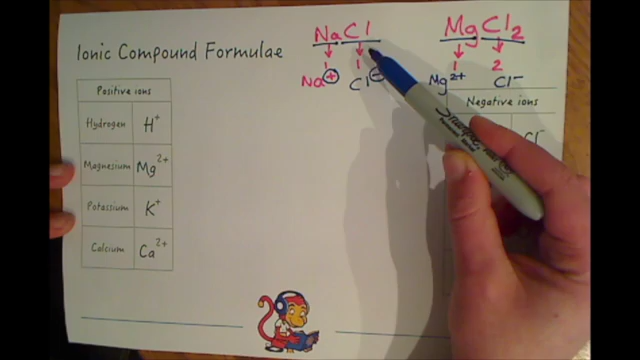 NaCl
MgCl2
Ionic Compound Formulae
1
1
1
2
Na+
Cl−
Mg2+
Cl−
Positive ions
Negative ions
Hydrogen
H+
Cl−
Magnesium
Mg2+
Potassium
K+
Calcium
Ca2+
Sharpie